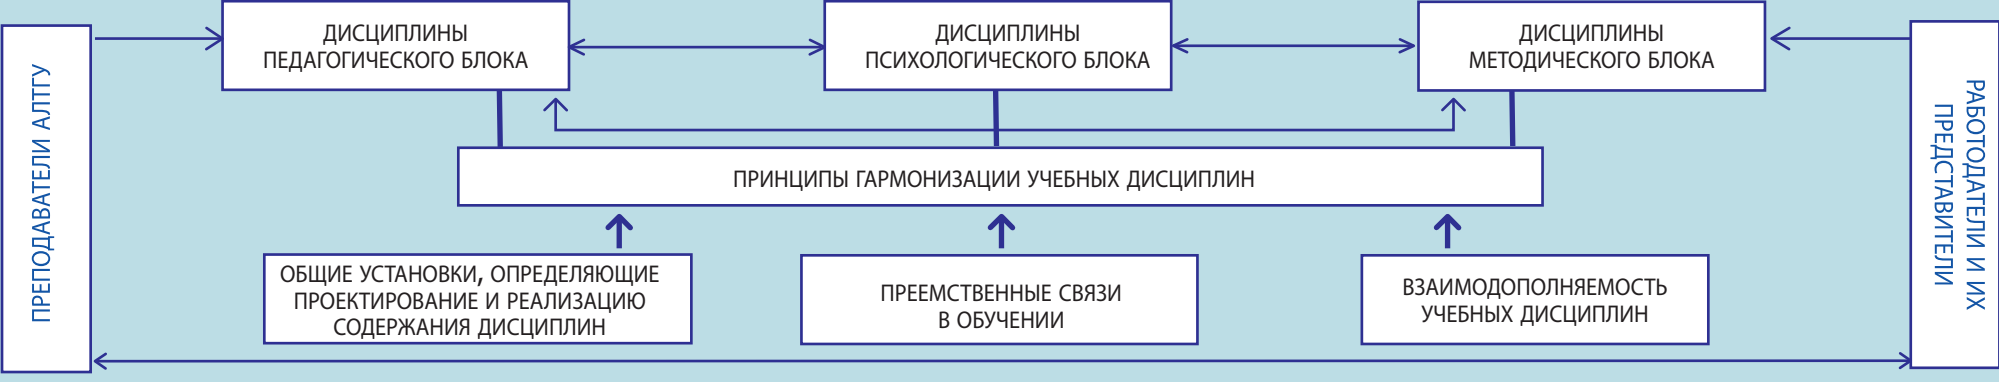 ПРЕПОДАВАТЕЛИ АЛТГУ
ДИСЦИПЛИНЫ
ПЕДАГОГИЧЕСКОГО БЛОКА
ДИСЦИПЛИНЫ
ПСИХОЛОГИЧЕСКОГО БЛОКА
ДИСЦИПЛИНЫ
МЕТОДИЧЕСКОГО БЛОКА
РАБОТОДАТЕЛИ И ИХ
ПРЕДСТАВИТЕЛИ
ПРИНЦИПЫ ГАРМОНИЗАЦИИ УЧЕБНЫХ ДИСЦИПЛИН
ОБЩИЕ УСТАНОВКИ, ОПРЕДЕЛЯЮЩИЕ
ПРОЕКТИРОВАНИЕ И РЕАЛИЗАЦИЮ
СОДЕРЖАНИЯ ДИСЦИПЛИН
ПРЕЕМСТВЕННЫЕ СВЯЗИ
В ОБУЧЕНИИ
ВЗАИМОДОПОЛНЯЕМОСТЬ
УЧЕБНЫХ ДИСЦИПЛИН